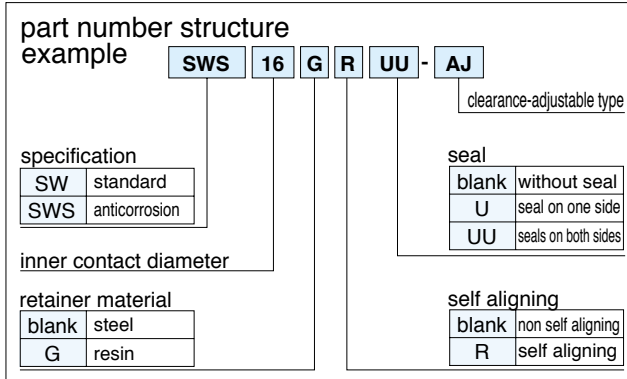 part number structure
example SWS 16 G R UU - AJ
clearance-adjustable type
specification
SW standard
SWS anticorrosion
inner contact diameter
retainer material
blank steel
G resin
seal
blank without seal
U seal on one side
UU seals on both sides
self aligning
blank non self aligning
R self aligning